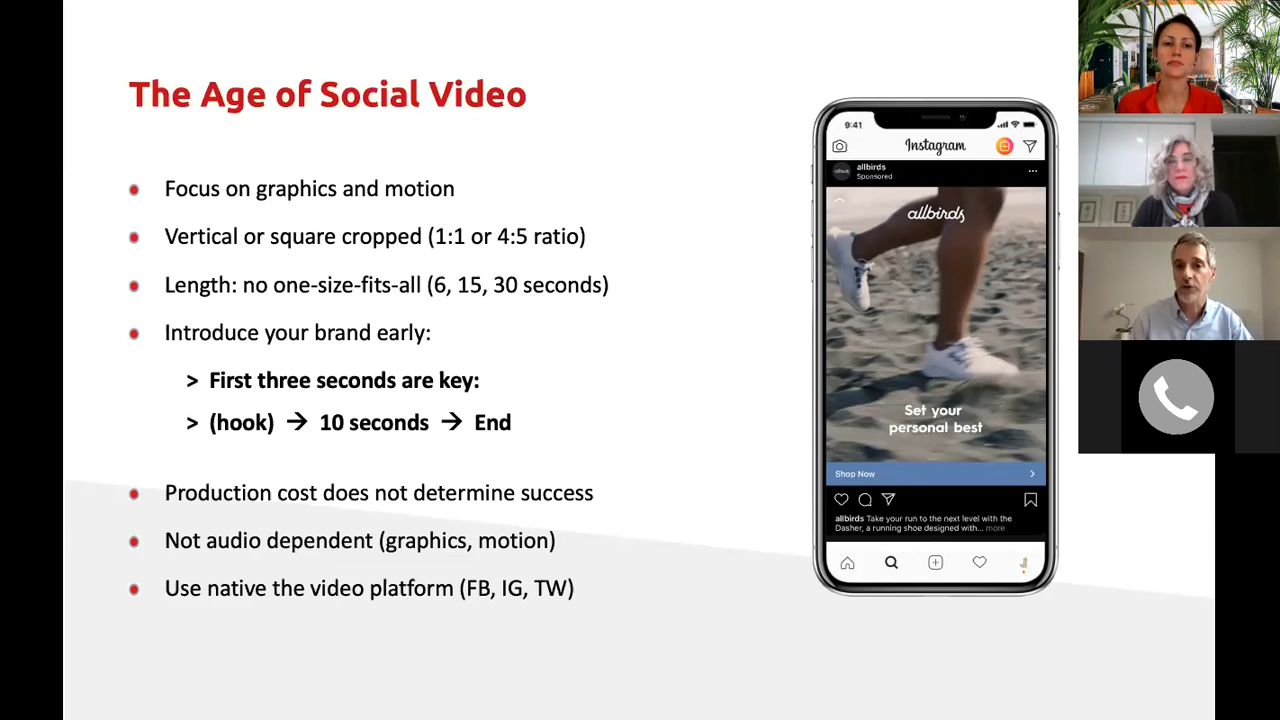 The Age of Social Video
Focus on graphics and motion
Vertical or square cropped (1:1 or 4:5 ratio)
Length: no one-size-fits-all (6, 15, 30 seconds)
Introduce your brand early:
> First three seconds are key:
> (hook) → 10 seconds → End
Production cost does not determine success
Not audio dependent (graphics, motion)
Use native the video platform (FB, IG, TW)
9:41
Instagram
allbirds
Sponsored
allbirds
Set your
personal best
Shop Now
allbirds Take your run to the next level with the
Dasher, a running shoe designed with... more